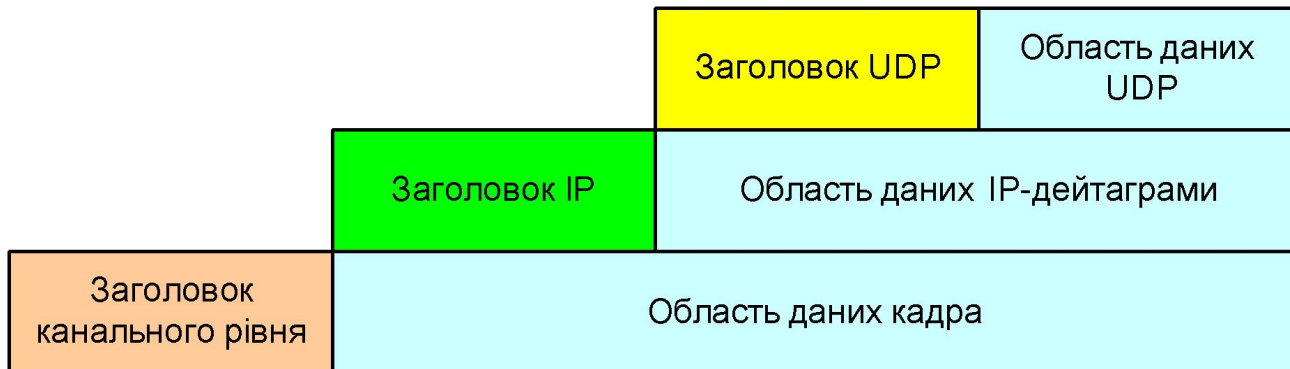 Заголовок UDP
Область даних
UDP
Заголовок IP
Область даних IP-дейтаграми
Заголовок
канального рівня
Область даних кадра